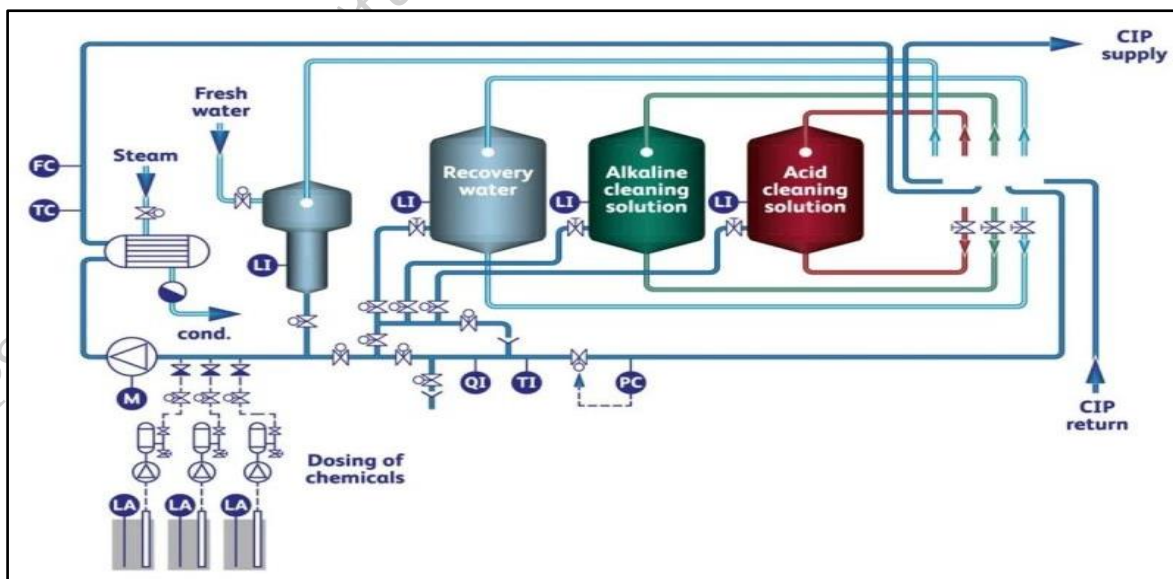 CIP
supply
Fresh
water
Steam
FC
TC
Recovery
water
Alkaline
cleaning
solution
Acid
cleaning
solution
LI
LI
LI
LI
cond.
M
QI
TI
PC
CIP
return
Dosing of
chemicals
LA
LA
LA